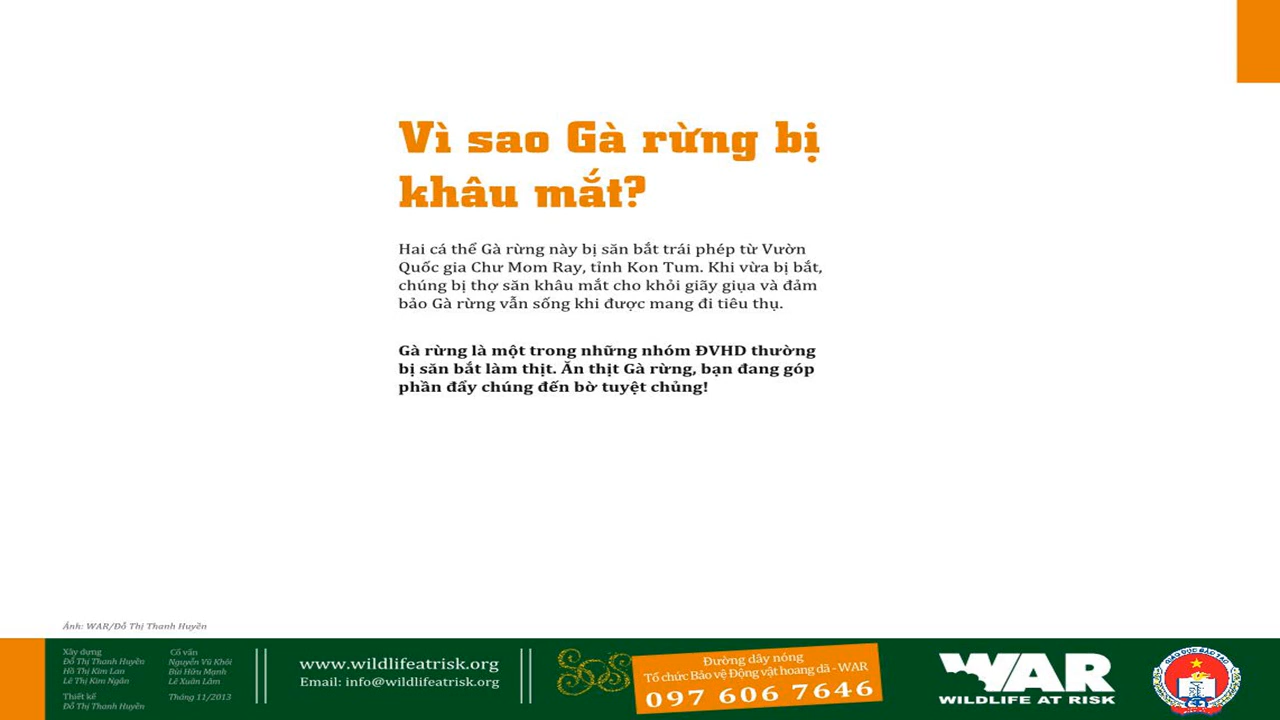 Vì sao Gà rừng bị
khâu mắt?
Hai cá thể Gà rừng này bị săn bắt trái phép từ Vườn
Quốc gia Chư Mom Ray, tỉnh Kon Tum. Khi vừa bị bắt,
chúng bị thợ săn khâu mắt cho khỏi giãy giụa và đảm
bảo Gà rừng vẫn sống khi được mang đi tiêu thụ.
Gà rừng là một trong những nhóm ĐVHD thường
bị săn bắt làm thịt. Ăn thịt Gà rừng, bạn đang góp
phần đẩy chúng đến bờ tuyệt chủng!
Ảnh: WAR/Đỗ Thị Thanh Huyền
Xây dựng
Đỗ Thị Thanh Huyền
Hồ Thị Kim Lan
Lê Thị Kim Ngân
Thiết kế
Đỗ Thị Thanh Huyền
Cố vấn
Nguyễn Vũ Khôi
Bùi Hữu Mạnh
Lê Xuân Lâm
Tháng 11/2013
www.wildlifeatrisk.org
Email: info@wildlifeatrisk.org
SOS
Đường dây nóng
Tổ chức Bảo vệ Động vật hoang dã - WAR
097 606 7646
WAR
WILDLIFE AT RISK
GIÁO DỤC ĐÀO TẠO